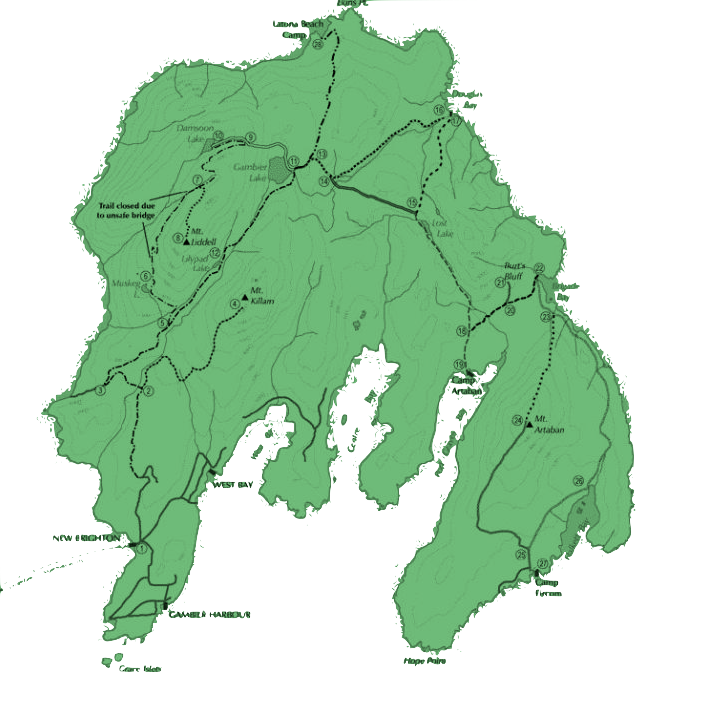 Latona Beach
Camp
28
Douglas
Bay
16
17
Damsoon
Lake
10
9
Gambier
Lake
11
13
14
7
Trail closed due
to unsafe bridge
8
Mt.
Liddell
15
Lost
Lake
12
Lilypad
Lake
6
Muskeg
4
Mt.
Killam
5
Burt's
Bluff
21
22
20
23
Bay
18
19
Camp
Artaban
3
2
24
Mt.
Artaban
Centre
Bay
WEST BAY
26
NEW BRIGHTON
1
25
27
Camp
Fircom
GAMBIER HARBOUR
Hope Point
Grace Islets